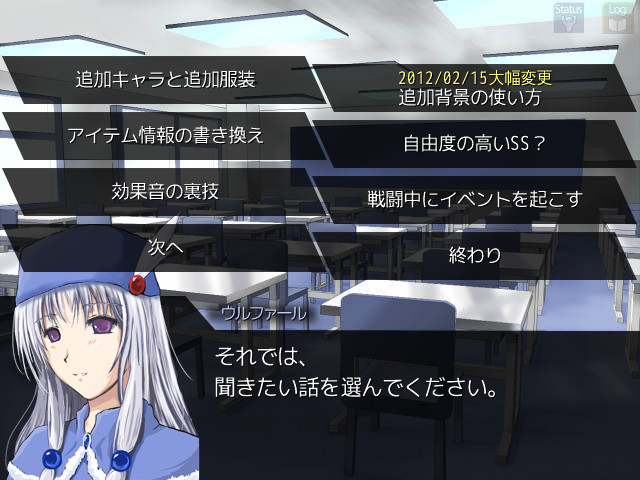 Status
Log
追加キャラと追加服装
2012/02/15大幅変更
追加背景の使い方
アイテム情報の書き換え
自由度の高いSS？
効果音の裏技
戦闘中にイベントを起こす
次へ
終わり
ウルファール
それでは、
聞きたい話を選んでください。